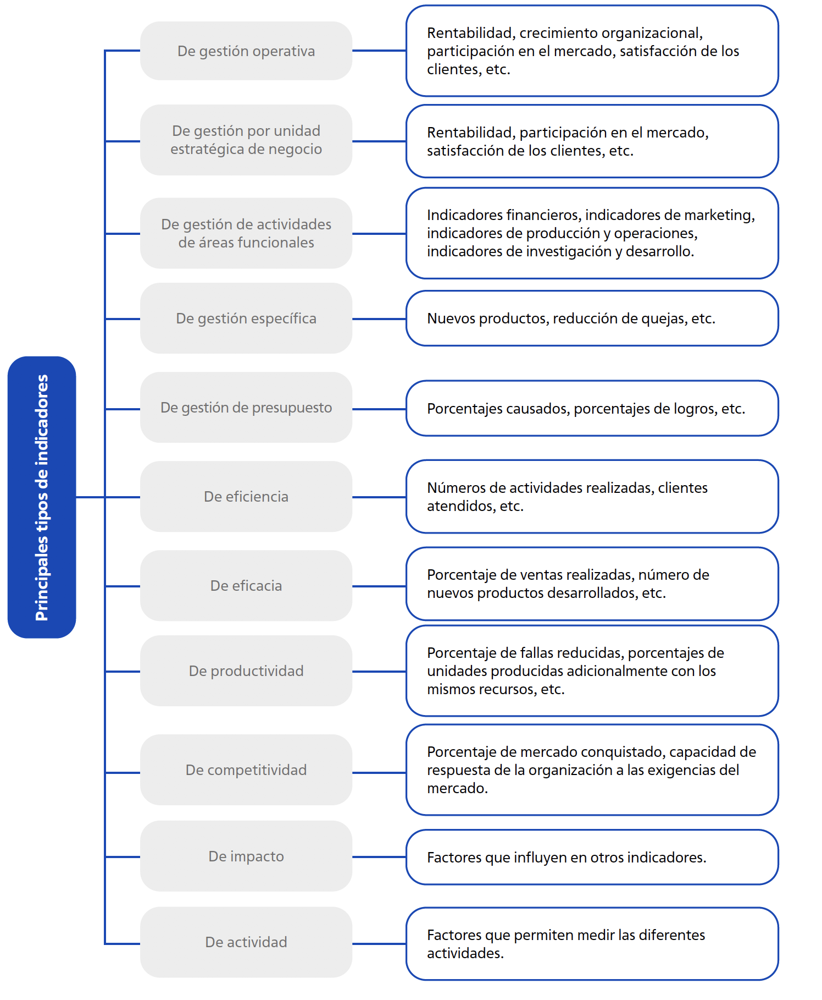 Principales tipos de indicadores
De gestión operativa
Rentabilidad, crecimiento organizacional,
participación en el mercado, satisfacción de los
clientes, etc.
De gestión por unidad
estratégica de negocio
Rentabilidad, participación en el mercado,
satisfacción de los clientes, etc.
De gestión de actividades
de áreas funcionales
Indicadores financieros, indicadores de marketing,
indicadores de producción y operaciones,
indicadores de investigación y desarrollo.
De gestión específica
Nuevos productos, reducción de quejas, etc.
De gestión de presupuesto
Porcentajes causados, porcentajes de logros, etc.
De eficiencia
Números de actividades realizadas, clientes
atendidos, etc.
De eficacia
Porcentaje de ventas realizadas, número de
nuevos productos desarrollados, etc.
De productividad
Porcentaje de fallas reducidas, porcentajes de
unidades producidas adicionalmente con los
mismos recursos, etc.
De competitividad
Porcentaje de mercado conquistado, capacidad de
respuesta de la organización a las exigencias del
mercado.
De impacto
Factores que influyen en otros indicadores.
De actividad
Factores que permiten medir las diferentes
actividades.